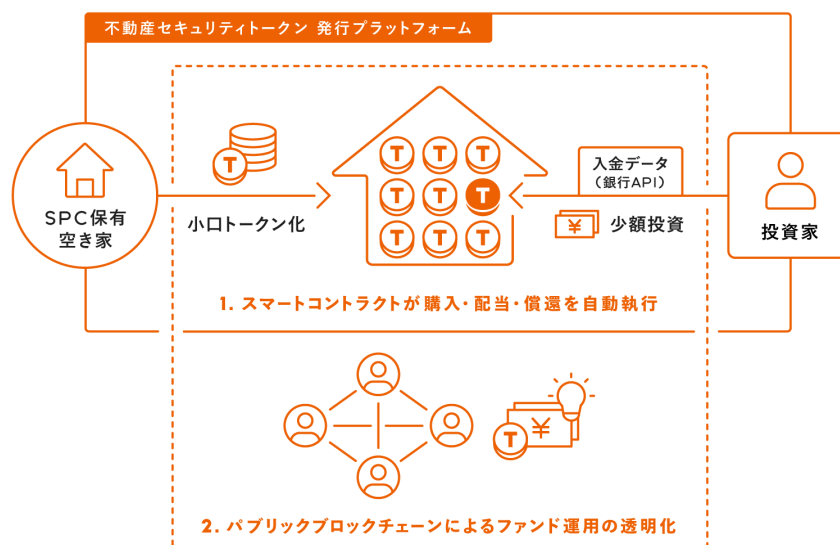 不動産セキュリティトークン 発行プラットフォーム
SPC保有
空き家
小口トークン化
T
T T T
T T T
T T T
入金データ
（銀行API）
¥
少額投資
投資家
1. スマートコントラクトが購入・配当・償還を自動執行
T
¥
2. パブリックブロックチェーンによるファンド運用の透明化